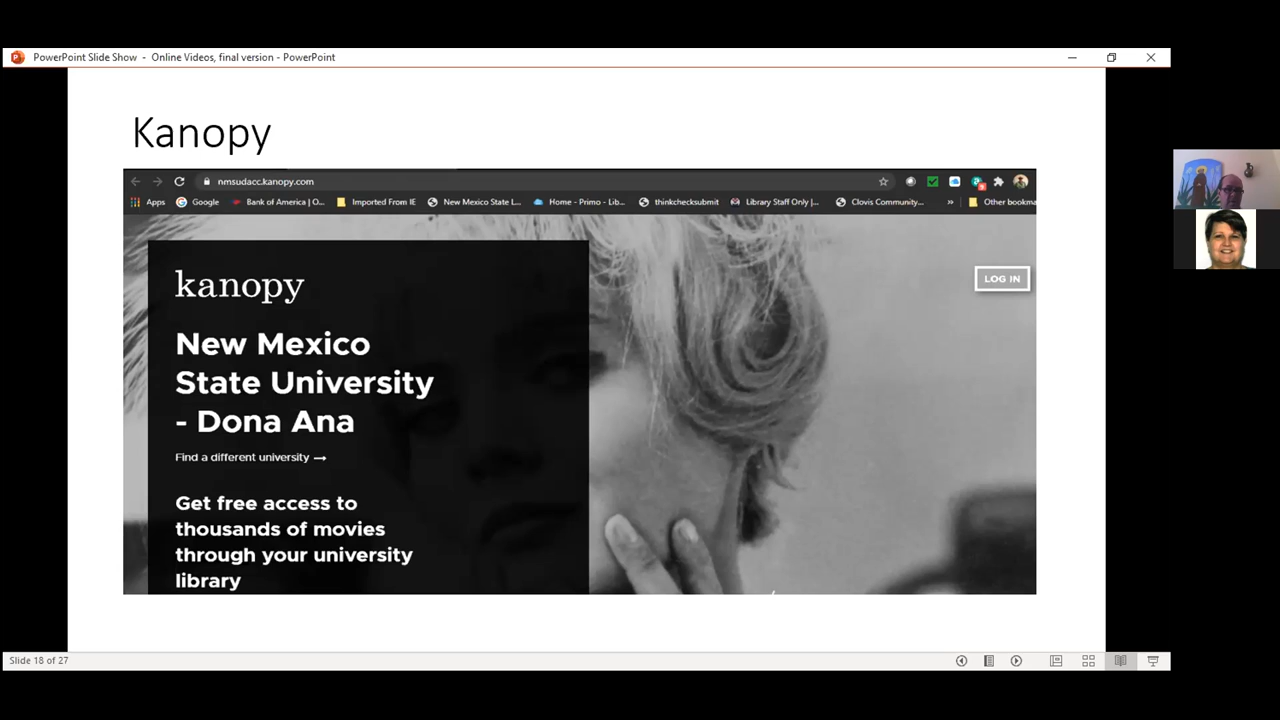 PowerPoint Slide Show - Online Videos, final version - PowerPoint
Kanopy
nmsudacc.kanopy.com
Apps Google Bank of America | O... Imported From IE New Mexico State L... Home - Primo - Lib... thinkchecksubmit Library Staff Only |... Clovis Community... » Other bookma
kanopy
LOG IN
New Mexico
State University
- Dona Ana
Find a different university →
Get free access to
thousands of movies
through your university
library
Slide 18 of 27